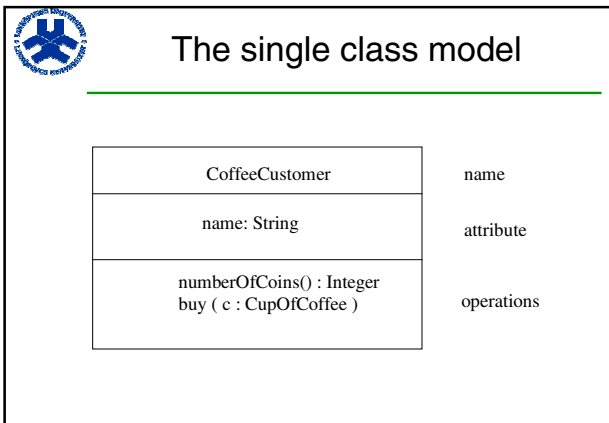 The single class model
CoffeeCustomer name
name: String attribute
numberOfCoins() : Integer
buy ( c : CupOfCoffee ) operations